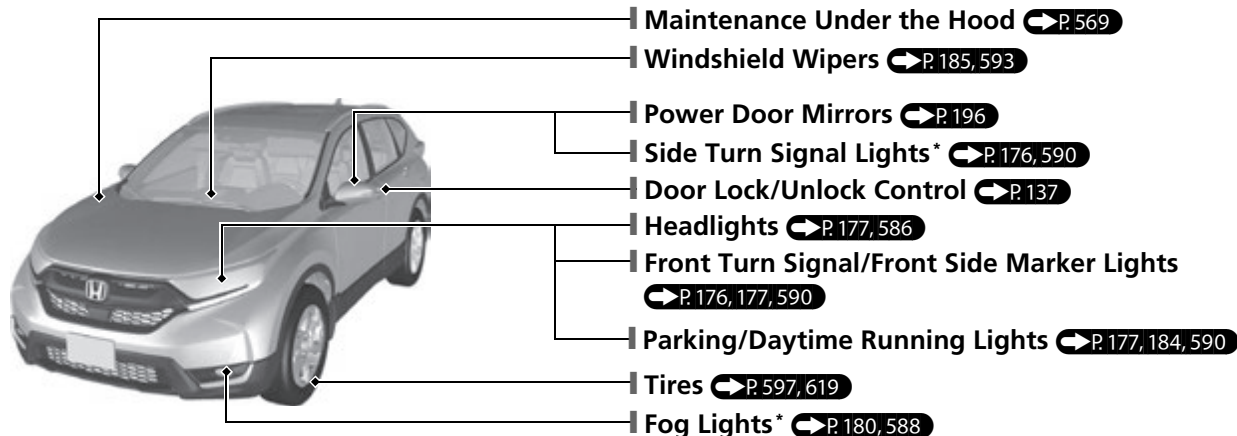 Maintenance Under the Hood P. 569
Windshield Wipers P. 185, 593
Power Door Mirrors P. 196
Side Turn Signal Lights* P. 176, 590
Door Lock/Unlock Control P. 137
Headlights P. 177, 586
Front Turn Signal/Front Side Marker Lights
P. 176, 177, 590
Parking/Daytime Running Lights P. 177, 184, 590
Tires P. 597, 619
Fog Lights* P. 180, 588